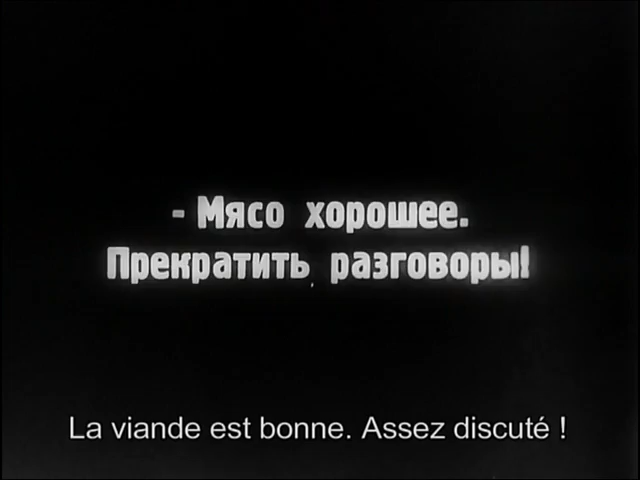 - Мясо хорошее.
Прекратить разговоры!
La viande est bonne. Assez discuté !